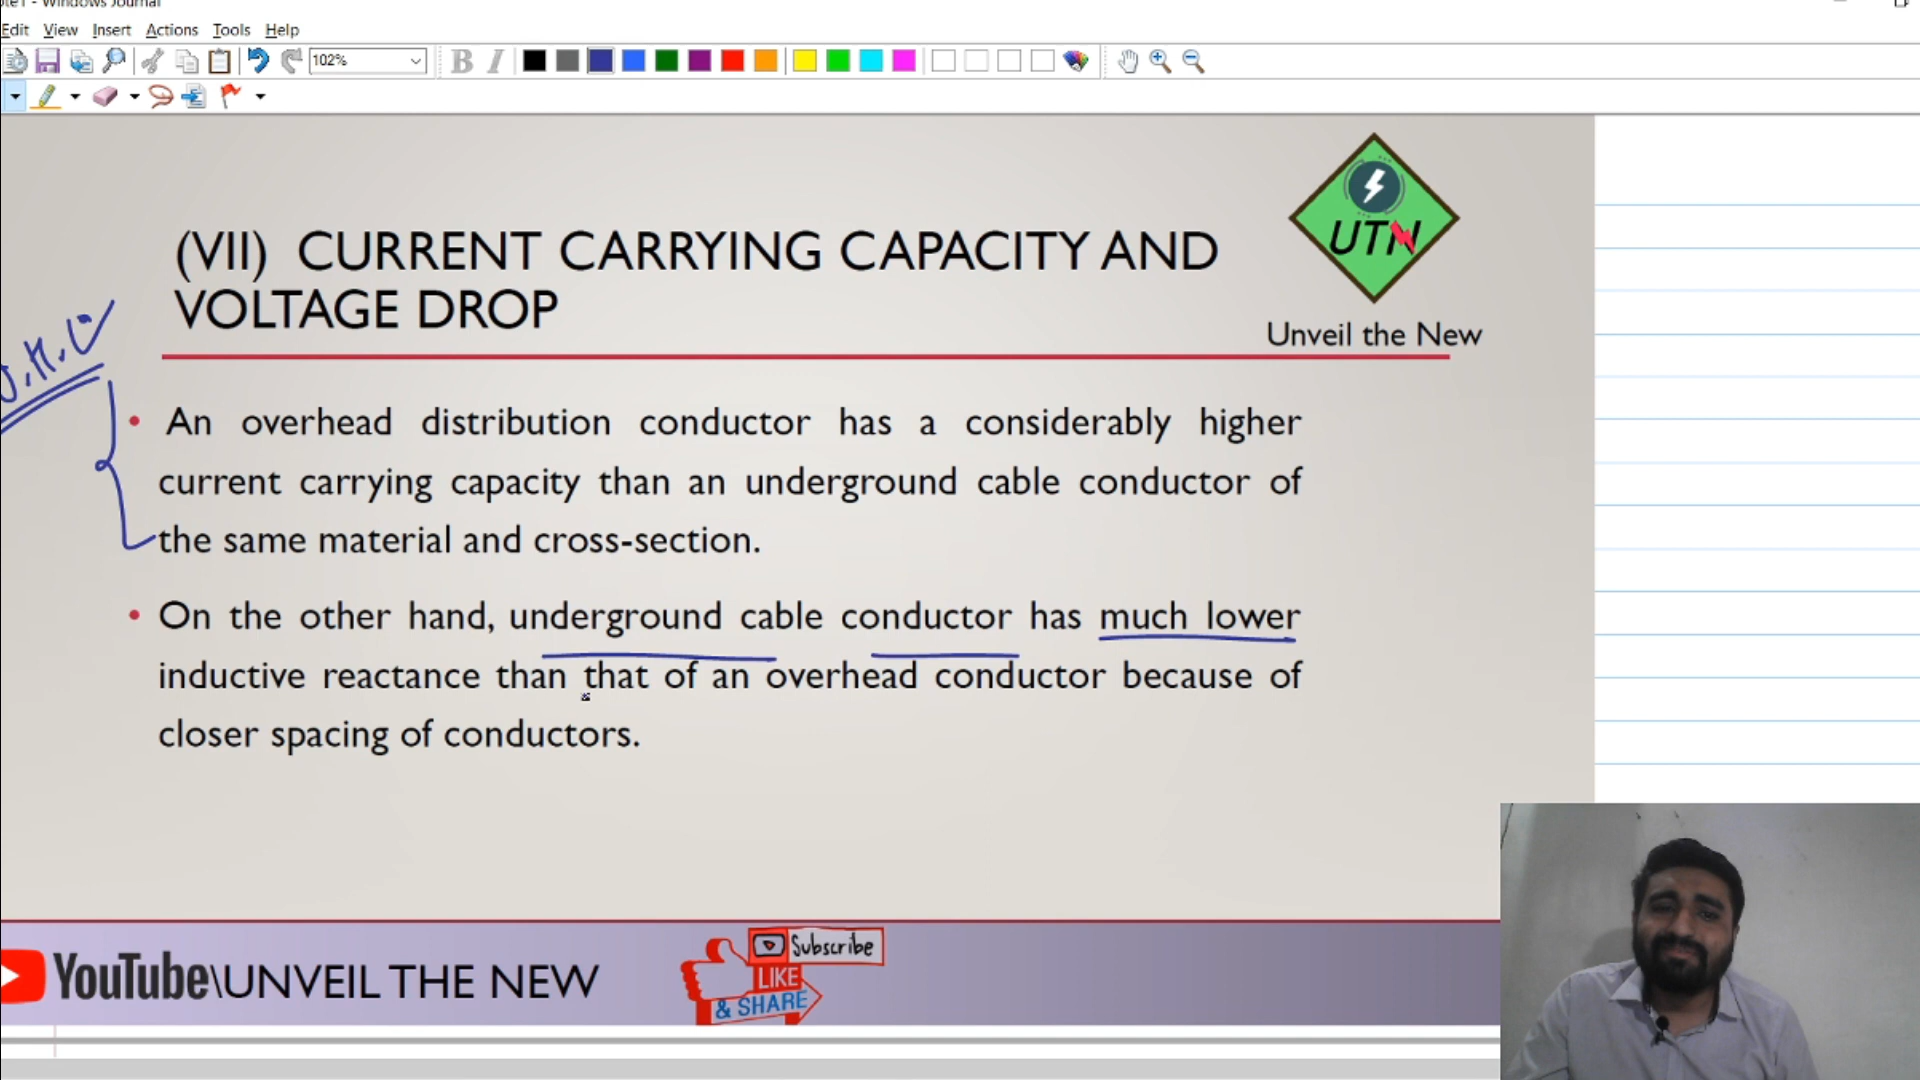 Windows Journal
Edit View Insert Actions Tools Help
102%
B I
UTN
Unveil the New
(VII) CURRENT CARRYING CAPACITY AND
VOLTAGE DROP
• An overhead distribution conductor has a considerably higher
current carrying capacity than an underground cable conductor of
the same material and cross-section.
• On the other hand, underground cable conductor has much lower
inductive reactance than that of an overhead conductor because of
closer spacing of conductors.
YouTube\UNVEIL THE NEW
Subscribe
LIKE
& SHARE